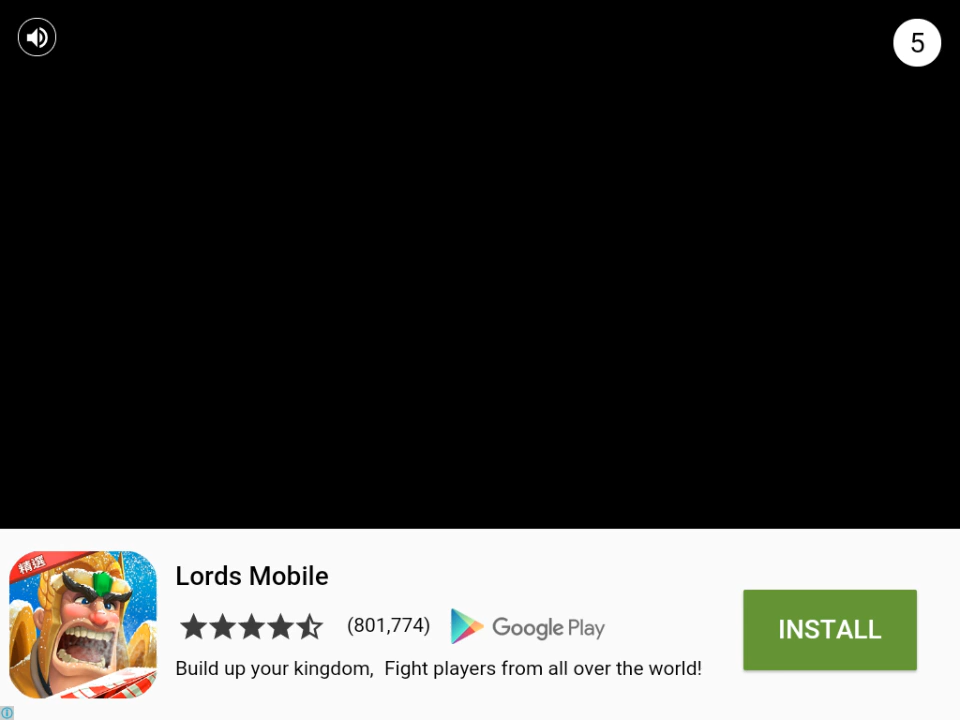 5
精選
Lords Mobile
(801,774)
Google Play
Build up your kingdom, Fight players from all over the world!
INSTALL